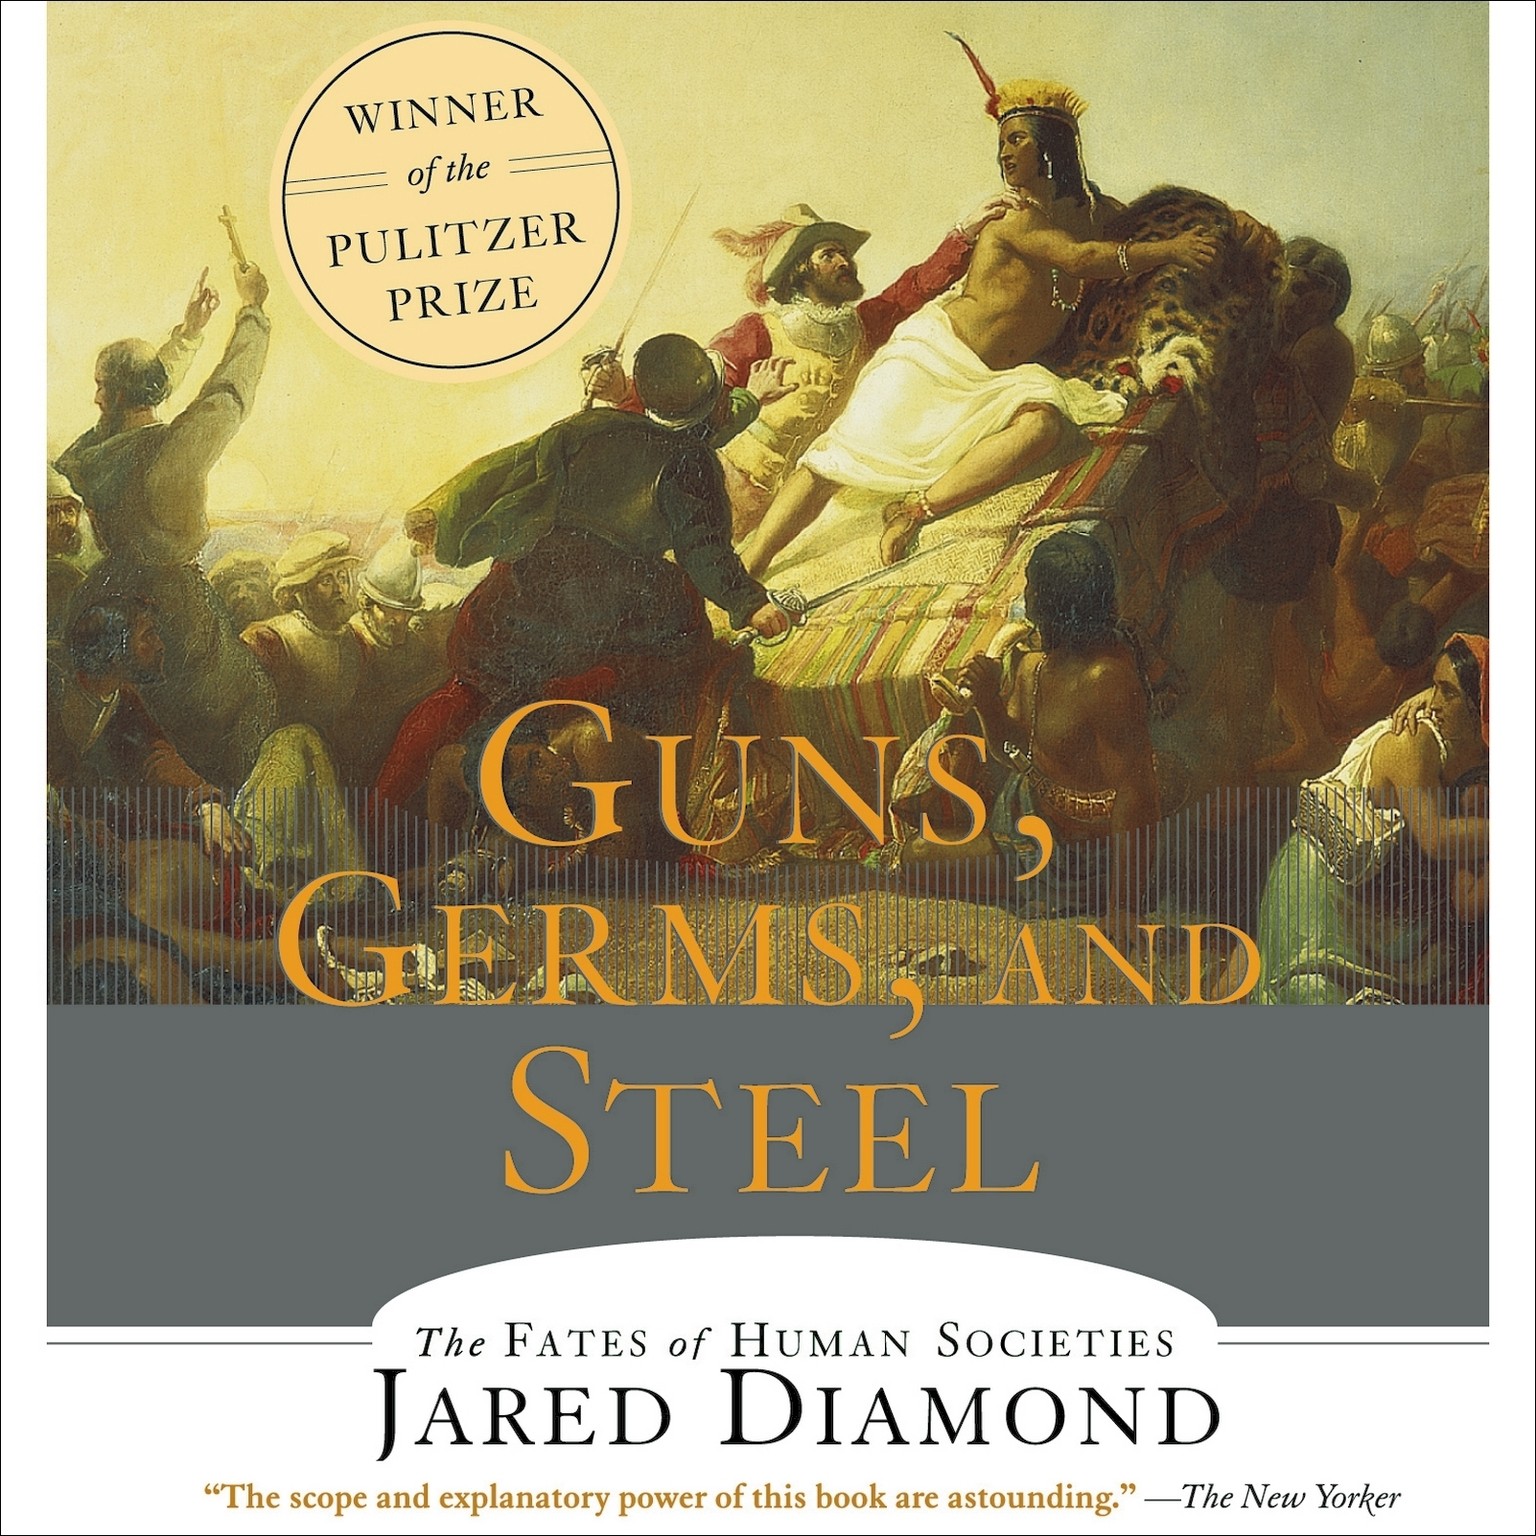 WINNER
of the
PULITZER
PRIZE
GUNS,
GERMS, AND
STEEL
The FATES of HUMAN SOCIETIES
JARED DIAMOND
“The scope and explanatory power of this book are astounding.” —The New Yorker